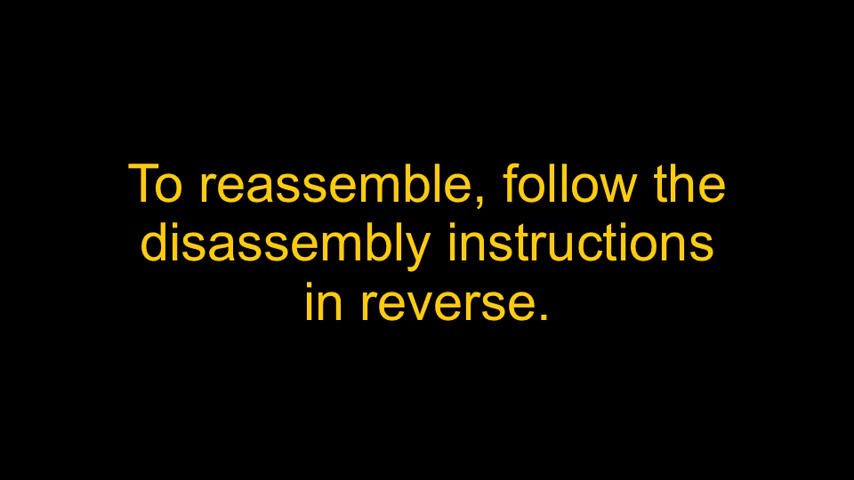 To reassemble, follow the
disassembly instructions
in reverse.